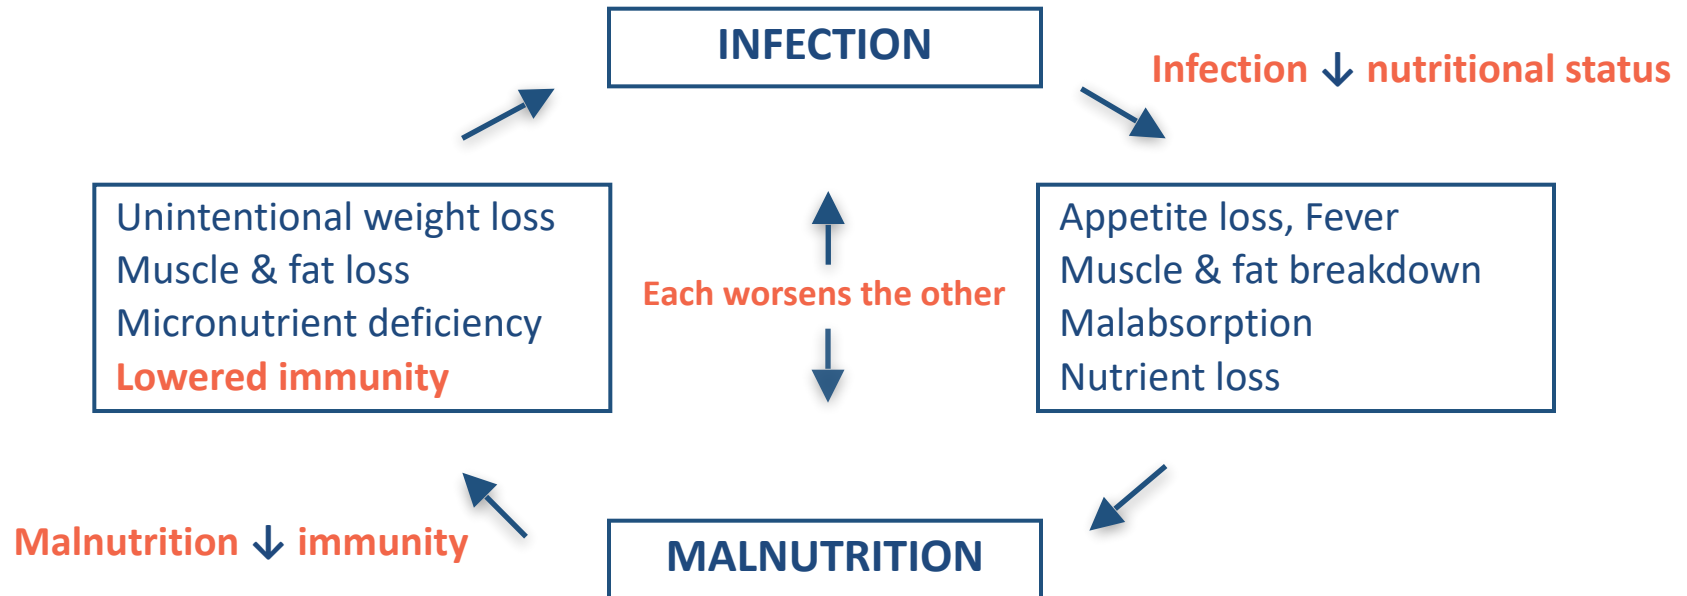 INFECTION
Infection ↓ nutritional status
Unintentional weight loss
Muscle & fat loss
Micronutrient deficiency
Lowered immunity
Each worsens the other
Appetite loss, Fever
Muscle & fat breakdown
Malabsorption
Nutrient loss
Malnutrition ↓ immunity
MALNUTRITION